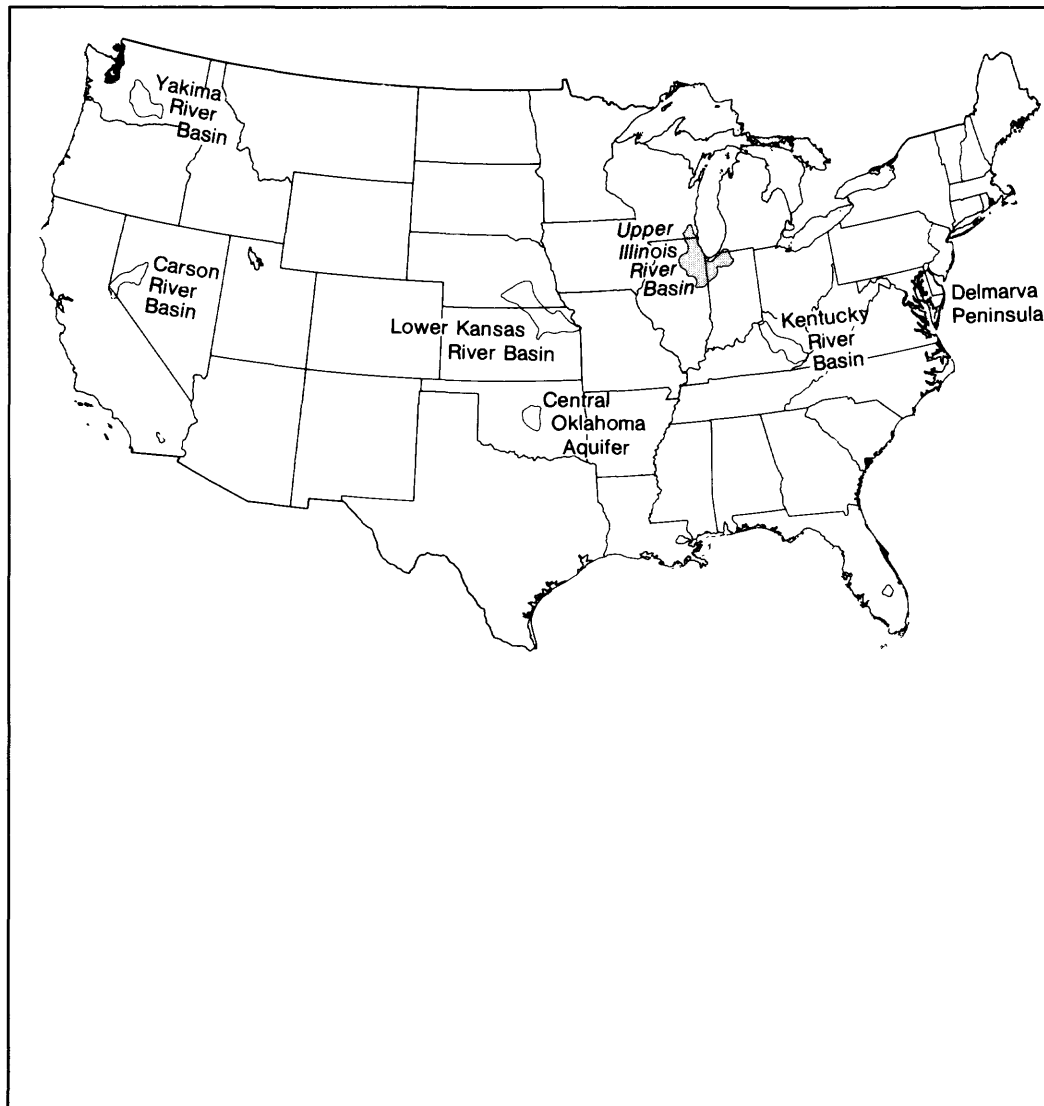 Yakima
River
Basin
Carson
River
Basin
Lower Kansas
River Basin
Central
Oklahoma
Aquifer
Upper
Illinois
River
Basin
Kentucky
River
Basin
Delmarva
Peninsula